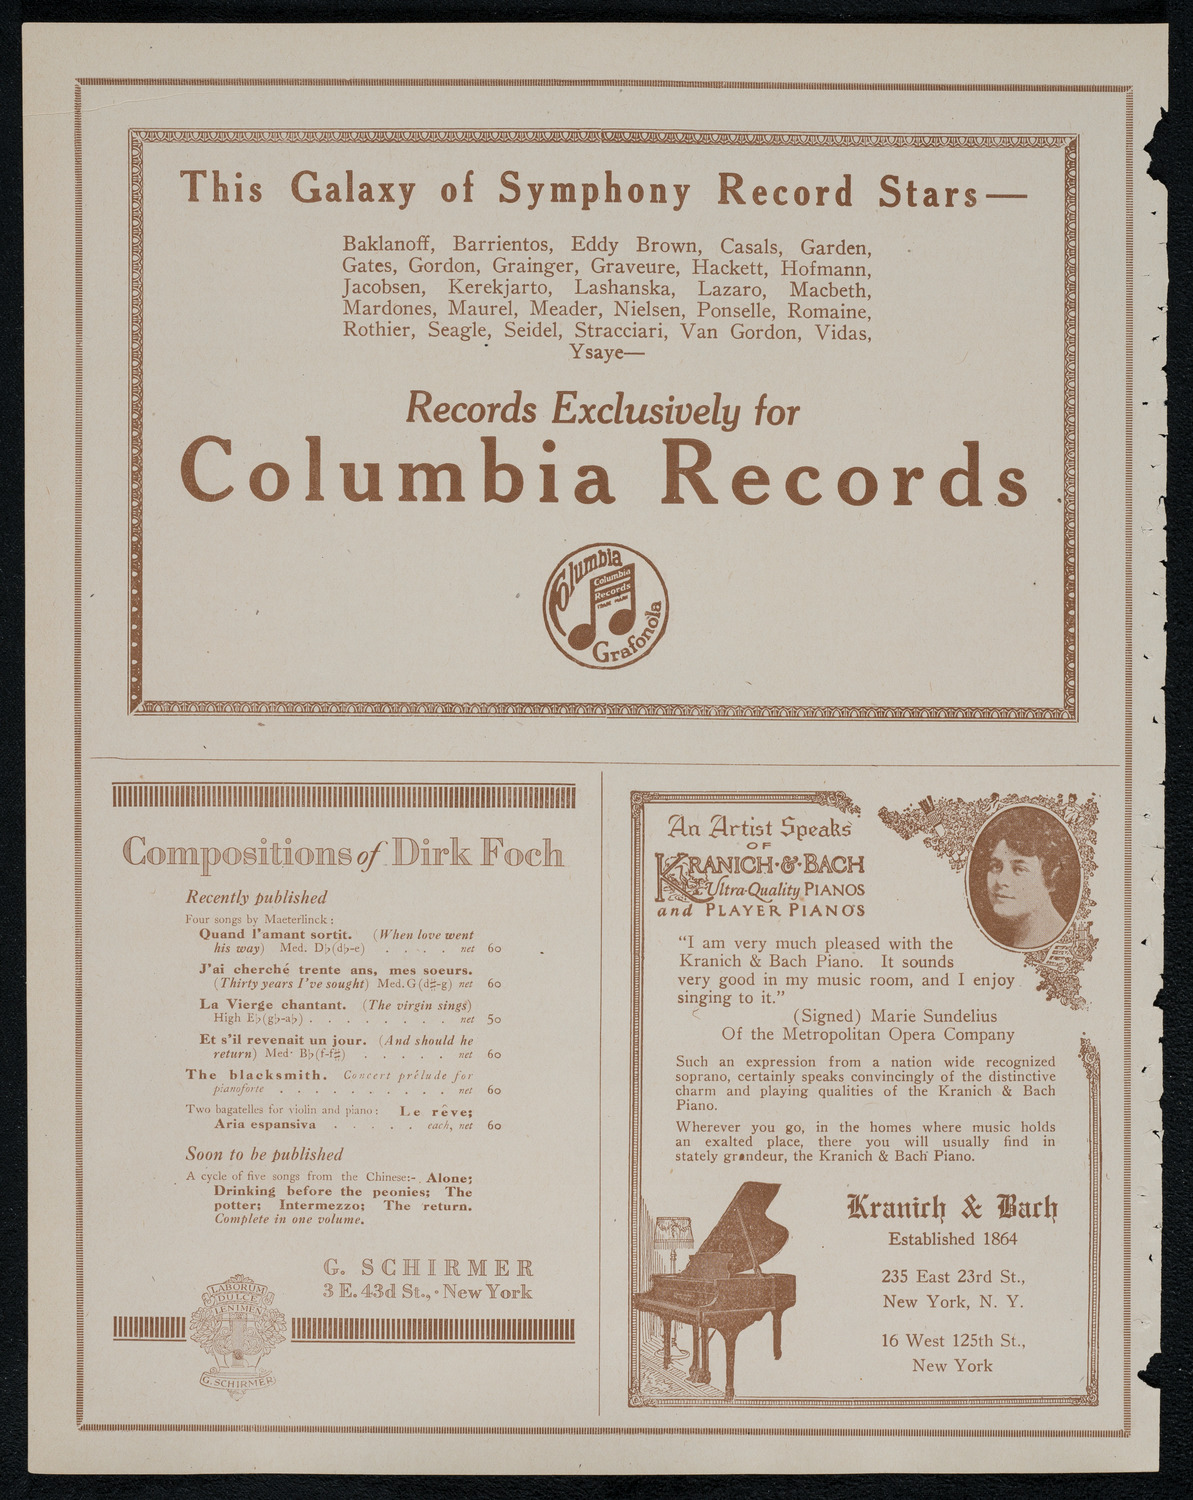 This Galaxy of Symphony Record Stars—
Baklanoff, Barrientos, Eddy Brown, Casals, Garden,
Gates, Gordon, Grainger, Graveure, Hackett, Hofmann,
Jacobsen, Kerekjarto, Lashanska, Lazaro, Macbeth,
Mardones, Maurel, Meader, Nielsen, Ponselle, Romaine,
Rothier, Seagle, Seidel, Stracciari, Van Gordon, Vidas,
Ysaye—
Records Exclusively for
Columbia Records
Columbia
Columbia
Records
TRADE MARK
Grafonola
Compositions of Dirk Foch
Recently published
Four songs by Maeterlinck:
Quand l'amant sortit. (When love went
his way) Med. D♭(d♭-e) . . . . net 60
J'ai cherché trente ans, mes soeurs.
(Thirty years I've sought) Med. G (d♯-g) net 60
La Vierge chantant. (The virgin sings)
High E♭(g♭-a♭) . . . . . . . . net 50
Et s'il revenait un jour. (And should he
return) Med. B♭(f-f♯) . . . . . net 60
The blacksmith. Concert prélude for
pianoforte . . . . . . . . . net 60
Two bagatelles for violin and piano: Le rêve;
Aria espansiva . . . . . each, net 60
Soon to be published
A cycle of five songs from the Chinese:- Alone;
Drinking before the peonies; The
potter; Intermezzo; The return.
Complete in one volume.
G. SCHIRMER
3 E. 43d St., · New York
LABORUM
DULCE
LENIMEN
G. SCHIRMER
An Artist Speaks
OF
KRANICH·&·BACH
Ultra-Quality PIANOS
and PLAYER PIANOS
“I am very much pleased with the
Kranich & Bach Piano. It sounds
very good in my music room, and I enjoy
singing to it.”
(Signed) Marie Sundelius
Of the Metropolitan Opera Company
Such an expression from a nation wide recognized
soprano, certainly speaks convincingly of the distinctive
charm and playing qualities of the Kranich & Bach
Piano.
Wherever you go, in the homes where music holds
an exalted place, there you will usually find in
stately grandeur, the Kranich & Bach Piano.
Kranich & Bach
Established 1864
235 East 23rd St.,
New York, N. Y.
16 West 125th St.,
New York